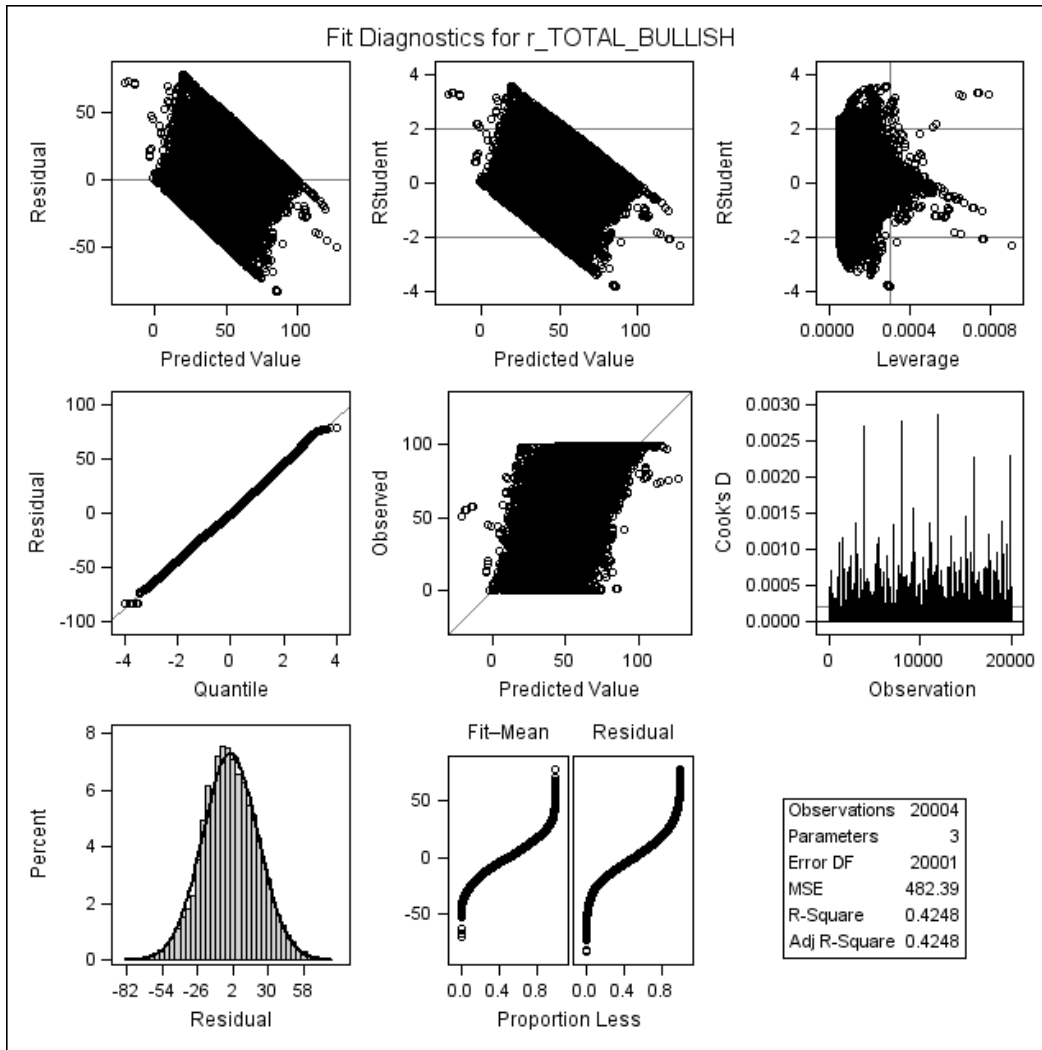 Fit Diagnostics for r_TOTAL_BULLISH
Residual
50
0
-50
0 50 100
Predicted Value
RStudent
4
2
0
-2
-4
0 50 100
Predicted Value
RStudent
4
2
0
-2
-4
0.0000 0.0004 0.0008
Leverage
Residual
100
50
0
-50
-100
-4 -2 0 2 4
Quantile
Observed
100
50
0
0 50 100
Predicted Value
Cook's D
0.0030
0.0025
0.0020
0.0015
0.0010
0.0005
0.0000
0 10000 20000
Observation
Percent
8
6
4
2
0
-82 -54 -26 2 30 58
Residual
Fit–Mean Residual
50
0
-50
0.0 0.4 0.8 0.0 0.4 0.8
Proportion Less
Observations 20004
Parameters 3
Error DF 20001
MSE 482.39
R-Square 0.4248
Adj R-Square 0.4248